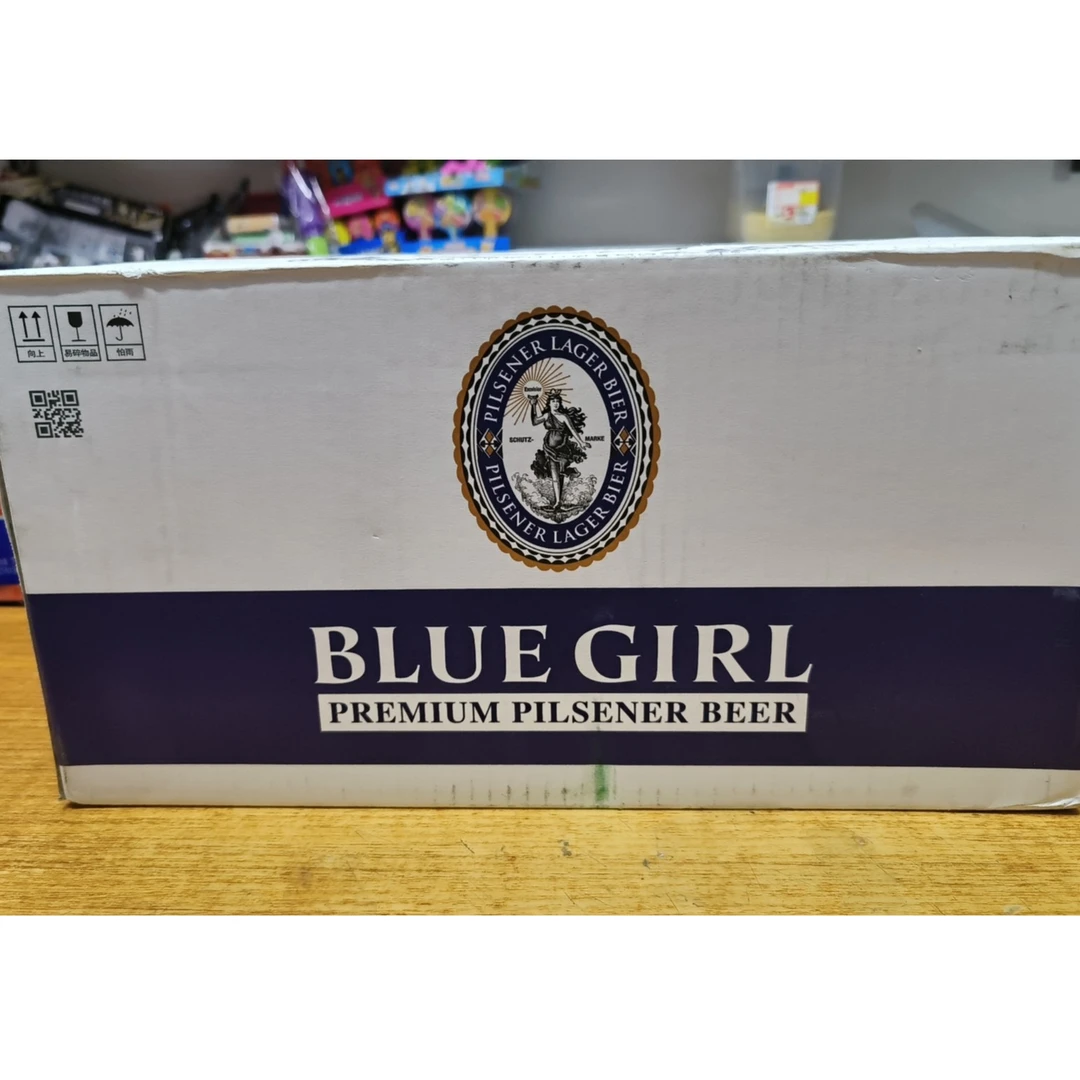 向上
易碎物品
怕雨
PILSENER LAGER BIER
SCHUTZ-
MARKE
PILSENER LAGER BIER
BLUE GIRL
PREMIUM PILSENER BEER